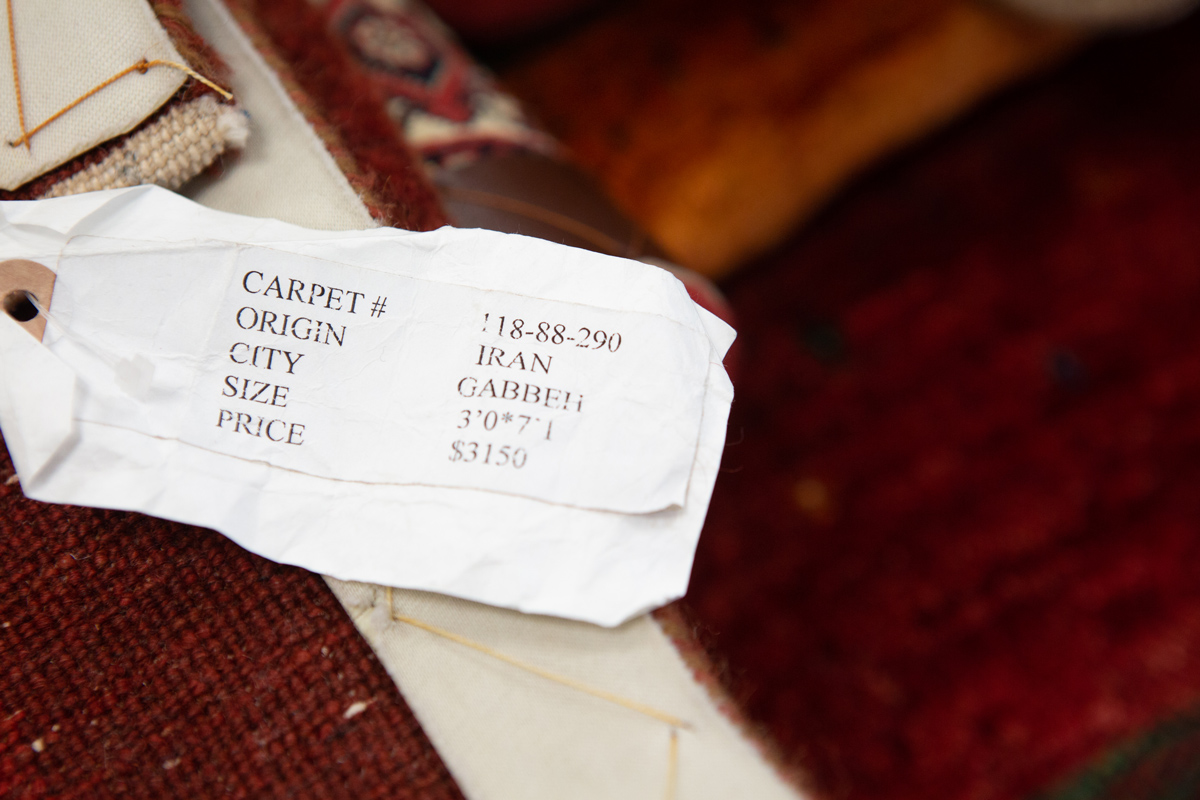 CARPET # 118-88-290
ORIGIN IRAN
CITY GABBEH
SIZE 3'0*7'1
PRICE $3150